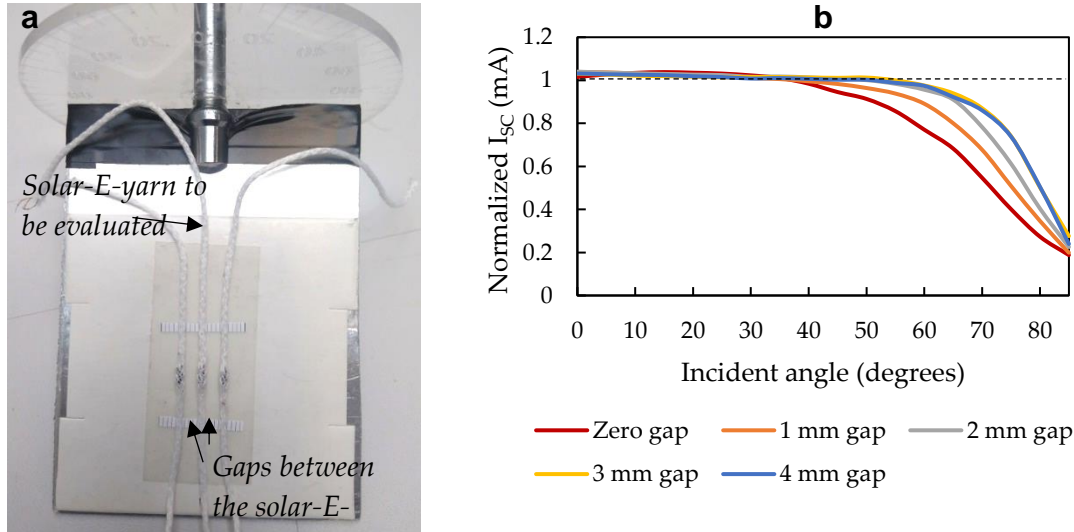 a
Solar-E-yarn to
be evaluated
Gaps between
the solar-E-
b
Normalized I_SC (mA)
1.2
1
0.8
0.6
0.4
0.2
0
0 10 20 30 40 50 60 70 80
Incident angle (degrees)
Zero gap 1 mm gap 2 mm gap
3 mm gap 4 mm gap